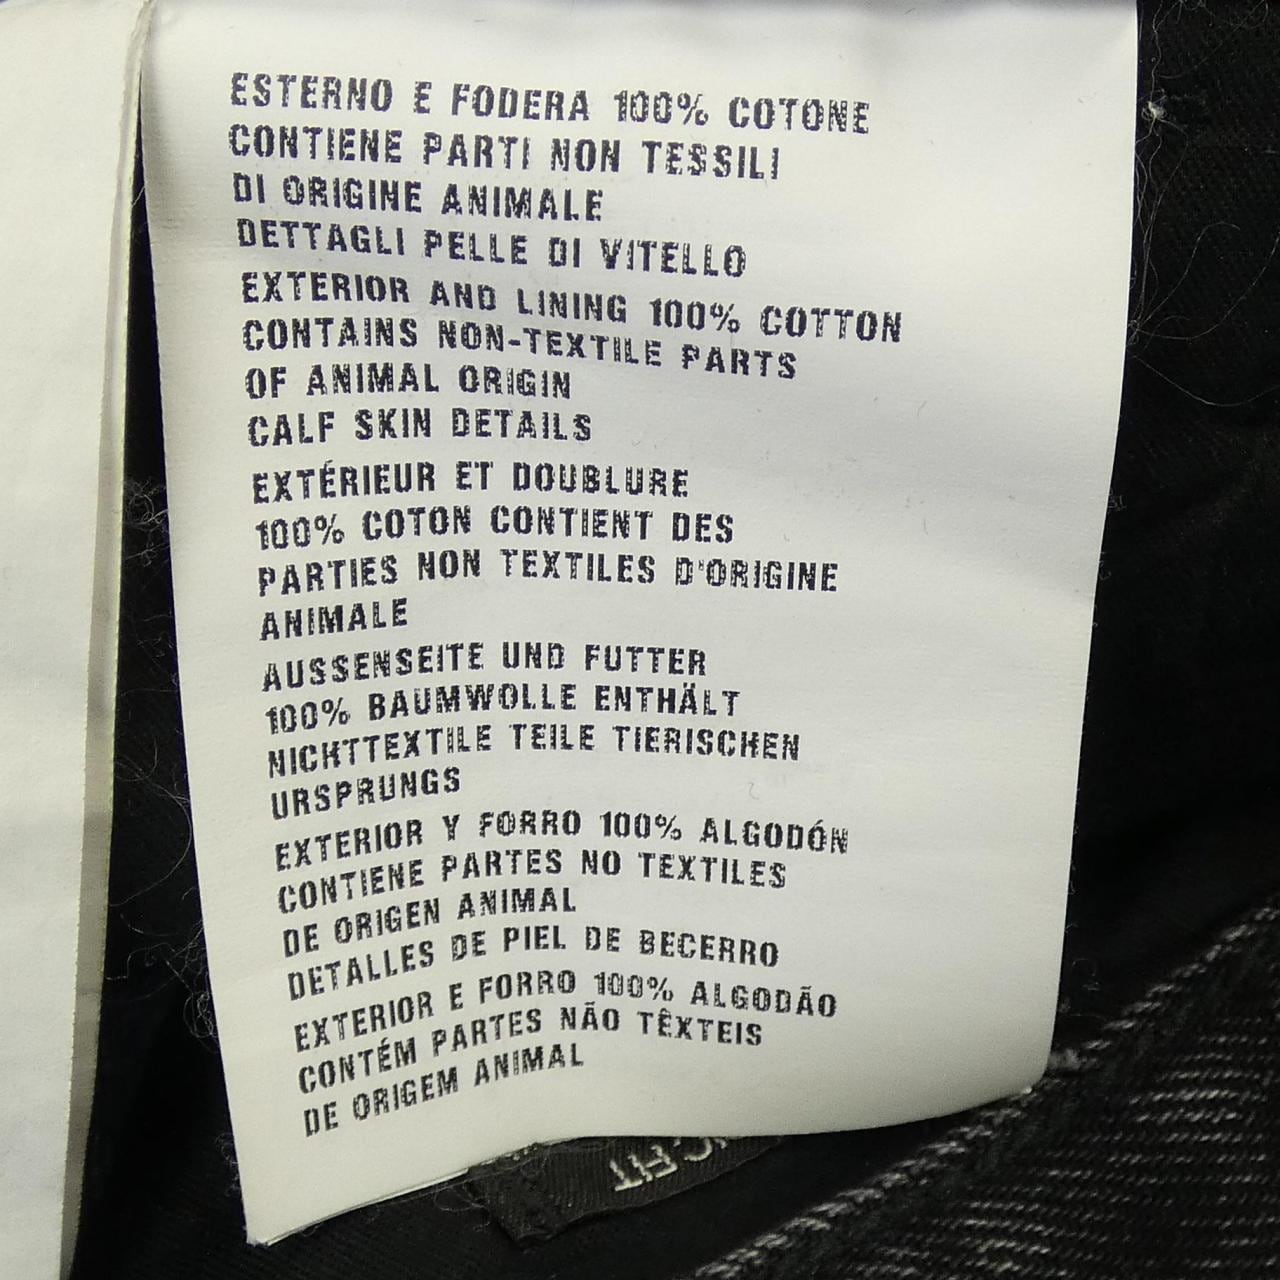 ESTERNO E FODERA 100% COTONE
CONTIENE PARTI NON TESSILI
DI ORIGINE ANIMALE
DETTAGLI PELLE DI VITELLO
EXTERIOR AND LINING 100% COTTON
CONTAINS NON-TEXTILE PARTS
OF ANIMAL ORIGIN
CALF SKIN DETAILS
EXTÉRIEUR ET DOUBLURE
100% COTON CONTIENT DES
PARTIES NON TEXTILES D'ORIGINE
ANIMALE
AUSSENSEITE UND FUTTER
100% BAUMWOLLE ENTHÄLT
NICHTTEXTILE TEILE TIERISCHEN
URSPRUNGS
EXTERIOR Y FORRO 100% ALGODÓN
CONTIENE PARTES NO TEXTILES
DE ORIGEN ANIMAL
DETALLES DE PIEL DE BECERRO
EXTERIOR E FORRO 100% ALGODÃO
CONTÉM PARTES NÃO TÊXTEIS
DE ORIGEM ANIMAL
FIT